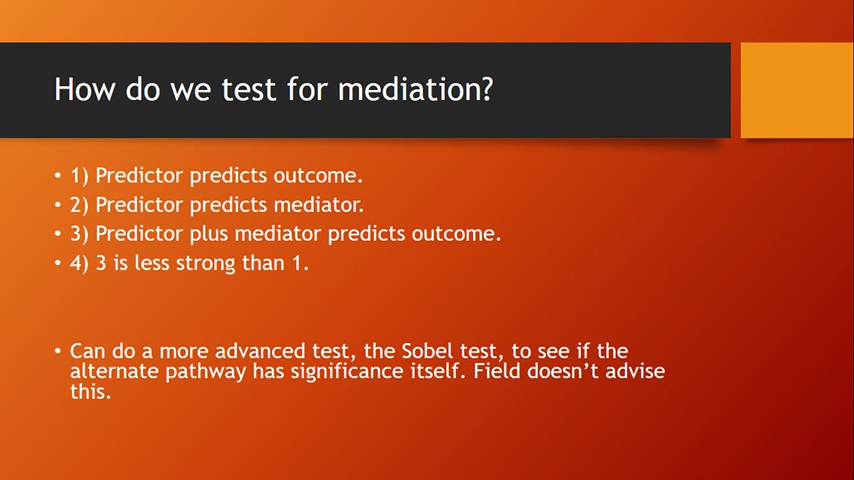 How do we test for mediation?
• 1) Predictor predicts outcome.
• 2) Predictor predicts mediator.
• 3) Predictor plus mediator predicts outcome.
• 4) 3 is less strong than 1.
• Can do a more advanced test, the Sobel test, to see if the
alternate pathway has significance itself. Field doesn’t advise
this.